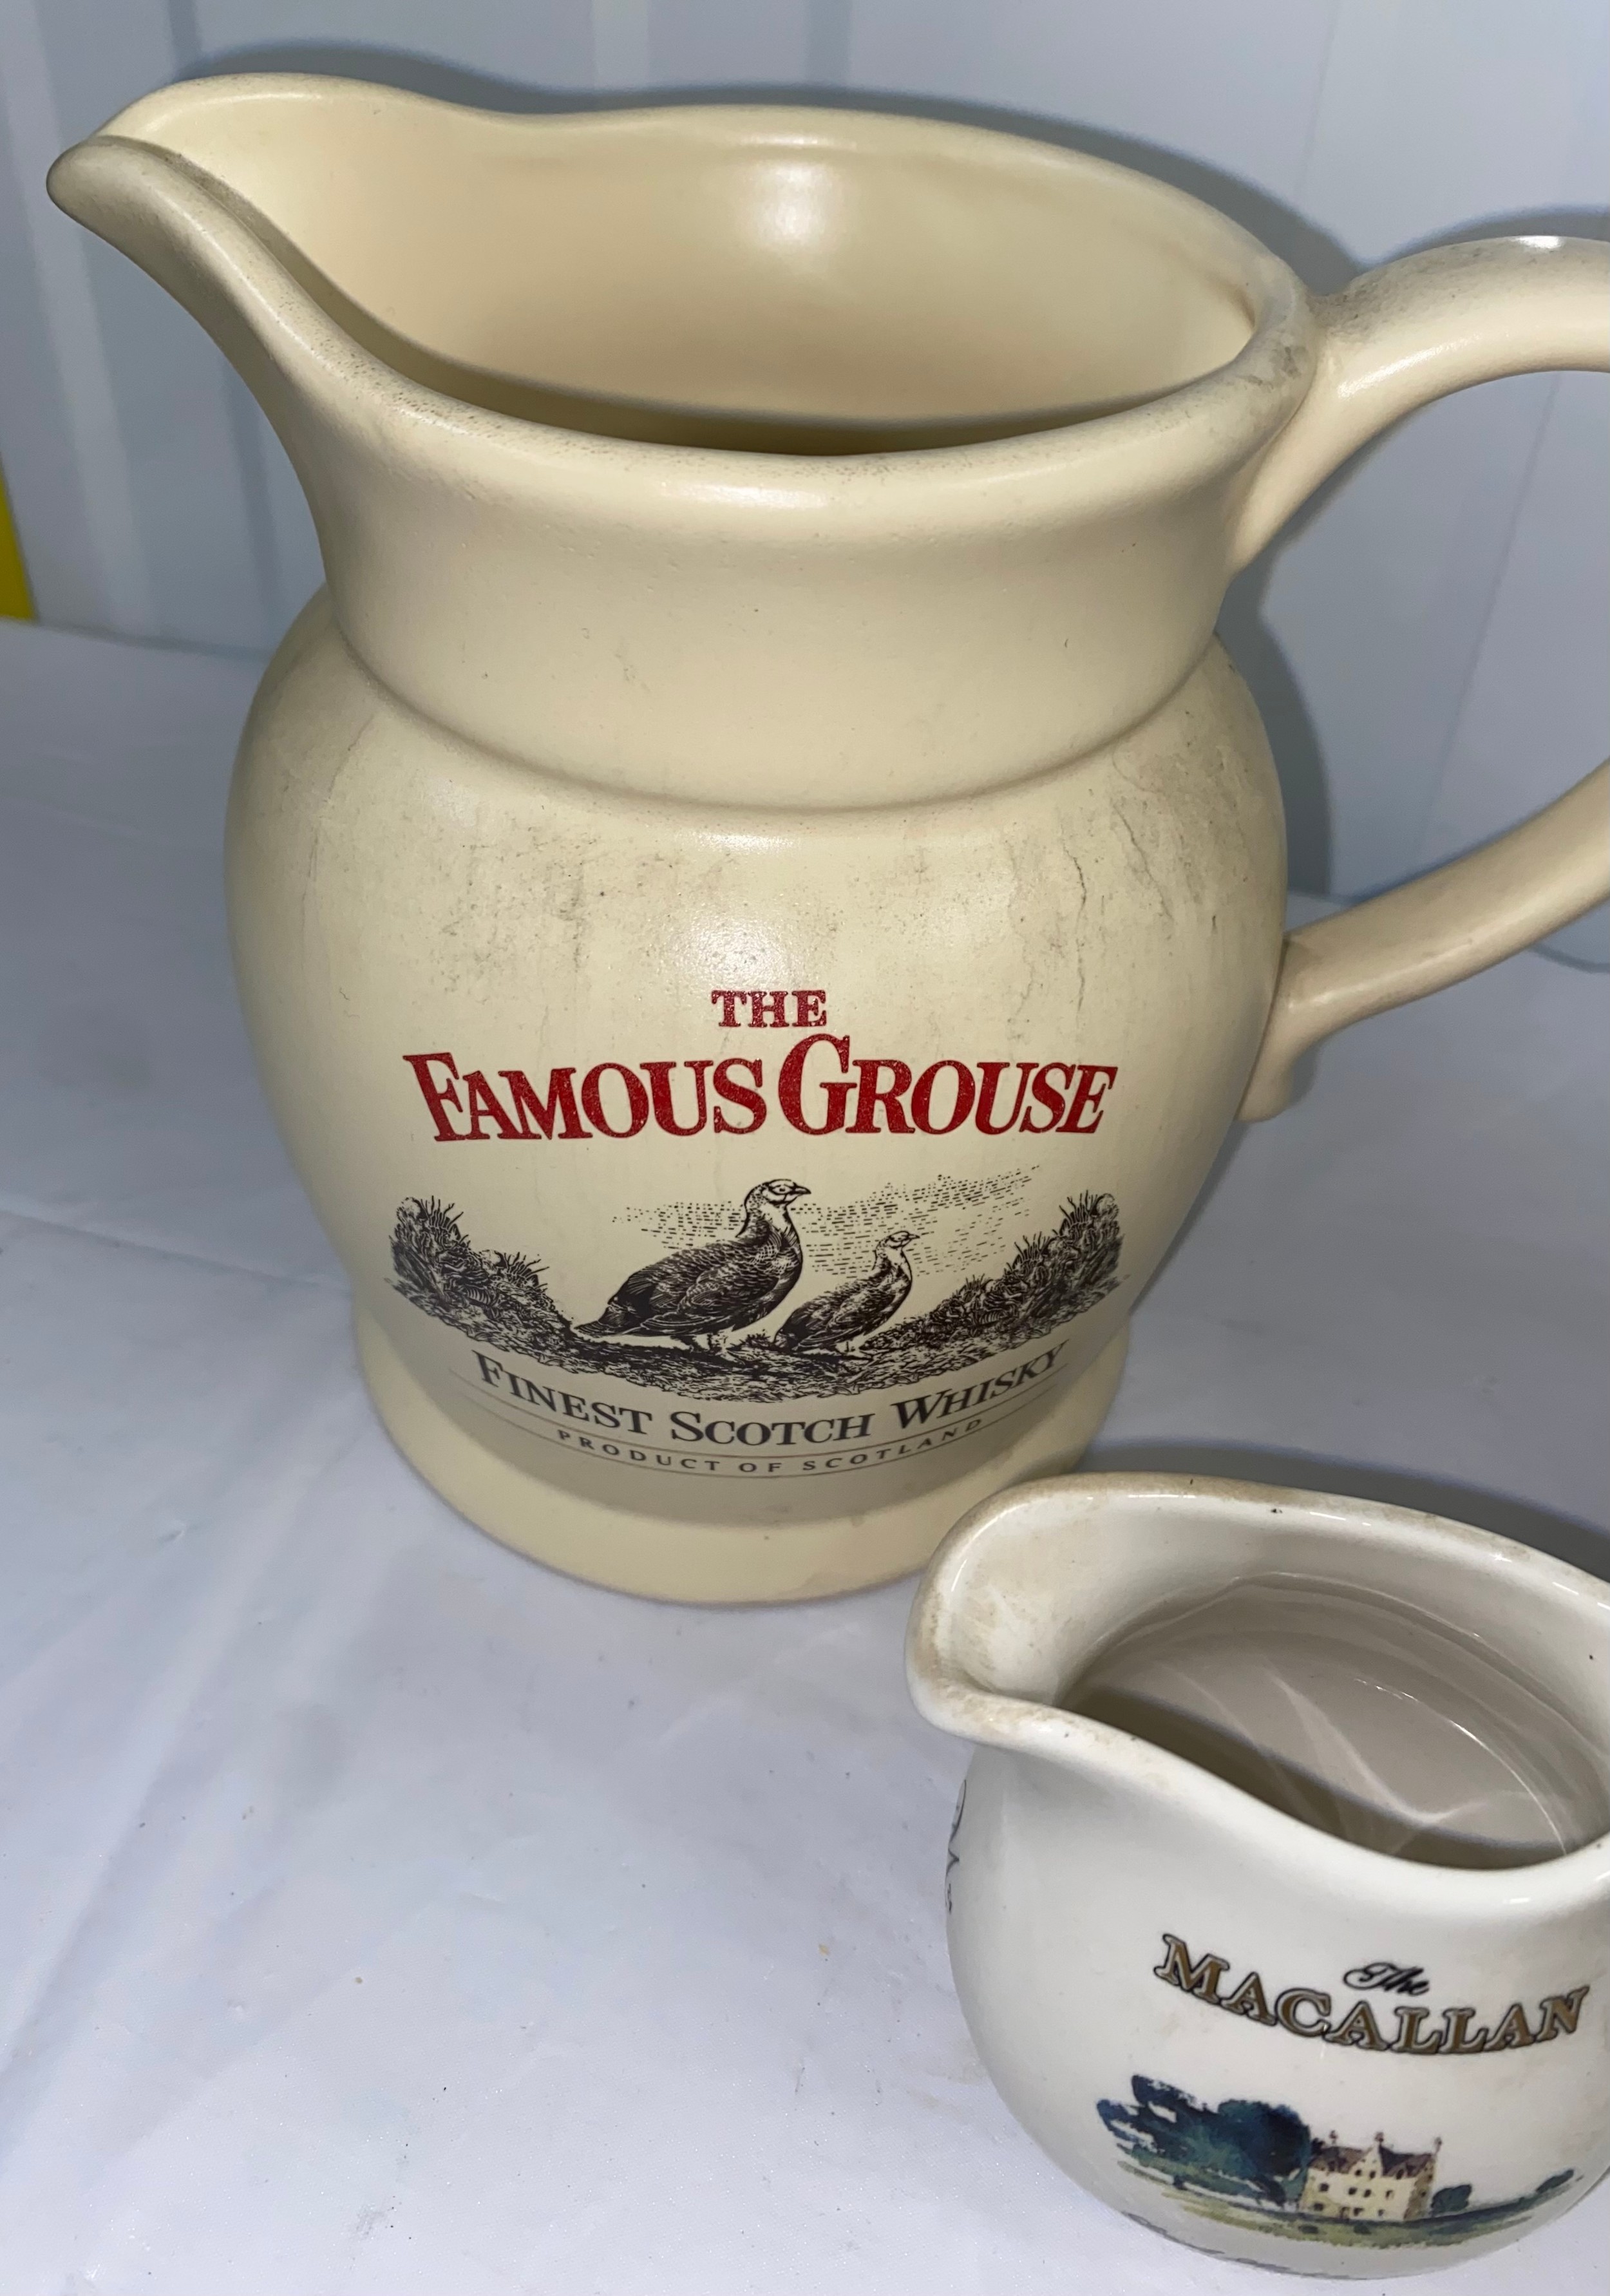 THE
FAMOUS GROUSE
FINEST SCOTCH WHISKY
PRODUCT OF SCOTLAND
The
MACALLAN